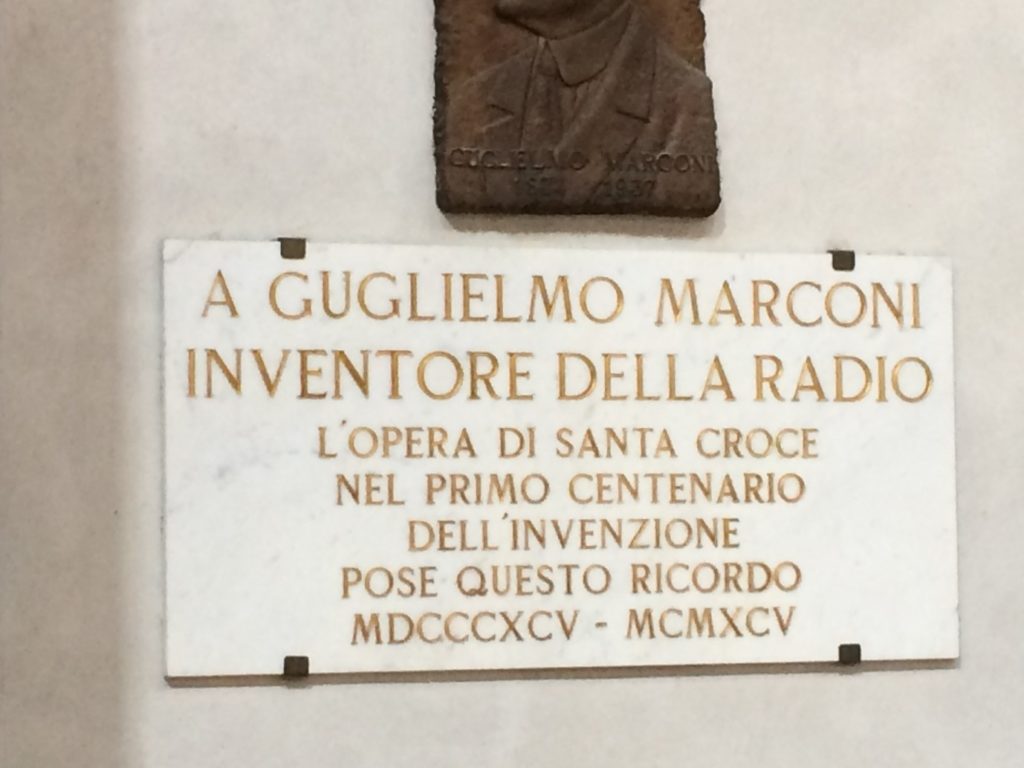 GUGLIELMO MARCONI
1937
A GUGLIELMO MARCONI
INVENTORE DELLA RADIO
L'OPERA DI SANTA CROCE
NEL PRIMO CENTENARIO
DELL'INVENZIONE
POSE QUESTO RICORDO
MDCCCXCV - MCMXCV